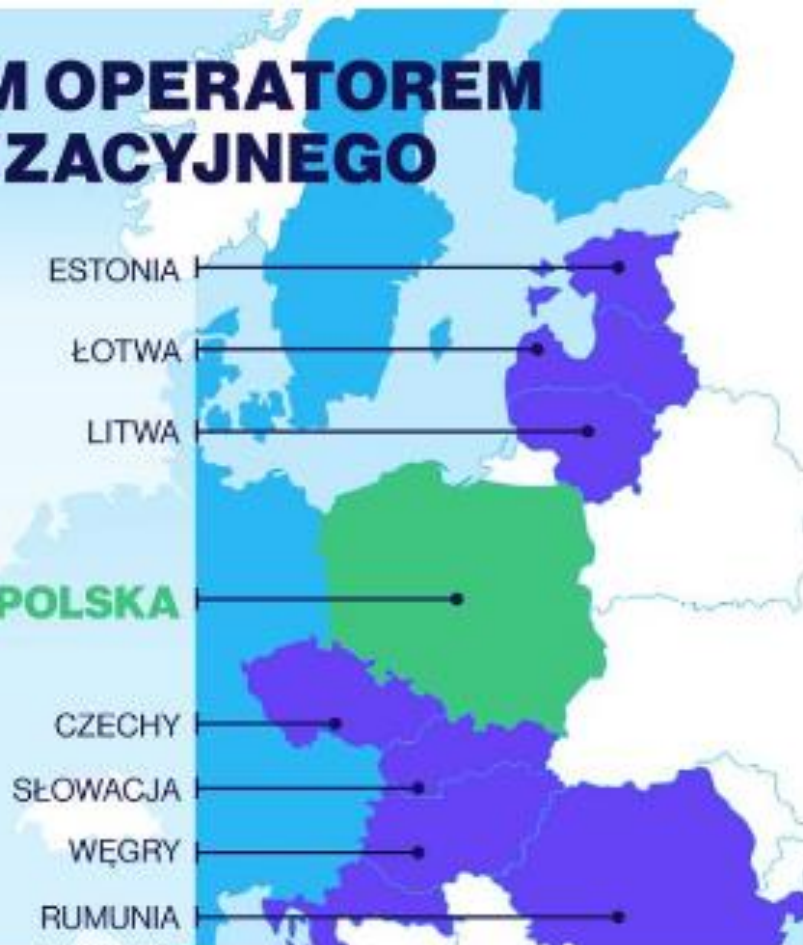 M OPERATOREM
ZACYJNEGO
ESTONIA
ŁOTWA
LITWA
POLSKA
CZECHY
SŁOWACJA
WĘGRY
RUMUNIA